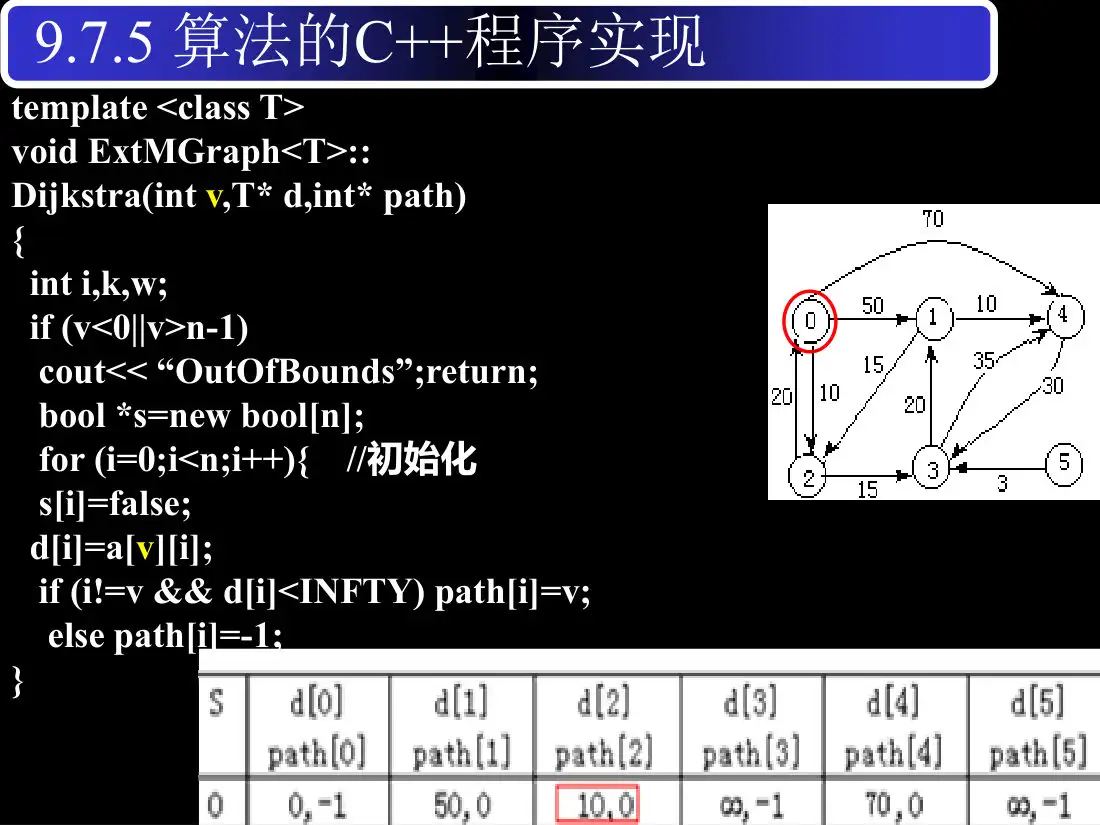 9.7.5 算法的C++程序实现
template <class T>
void ExtMGraph<T>::
Dijkstra(int v,T* d,int* path)
{
int i,k,w;
if (v<0||v>n-1)
cout<< “OutOfBounds”;return;
bool *s=new bool[n];
for (i=0;i<n;i++){ //初始化
s[i]=false;
d[i]=a[v][i];
if (i!=v && d[i]<INFTY) path[i]=v;
else path[i]=-1;
}
70
0 50 1 10 4
15 35
20 10 20 30
2 15 3 3 5
S d[0] d[1] d[2] d[3] d[4] d[5]
path[0] path[1] path[2] path[3] path[4] path[5]
0 0,-1 50,0 10,0 ∞,-1 70,0 ∞,-1